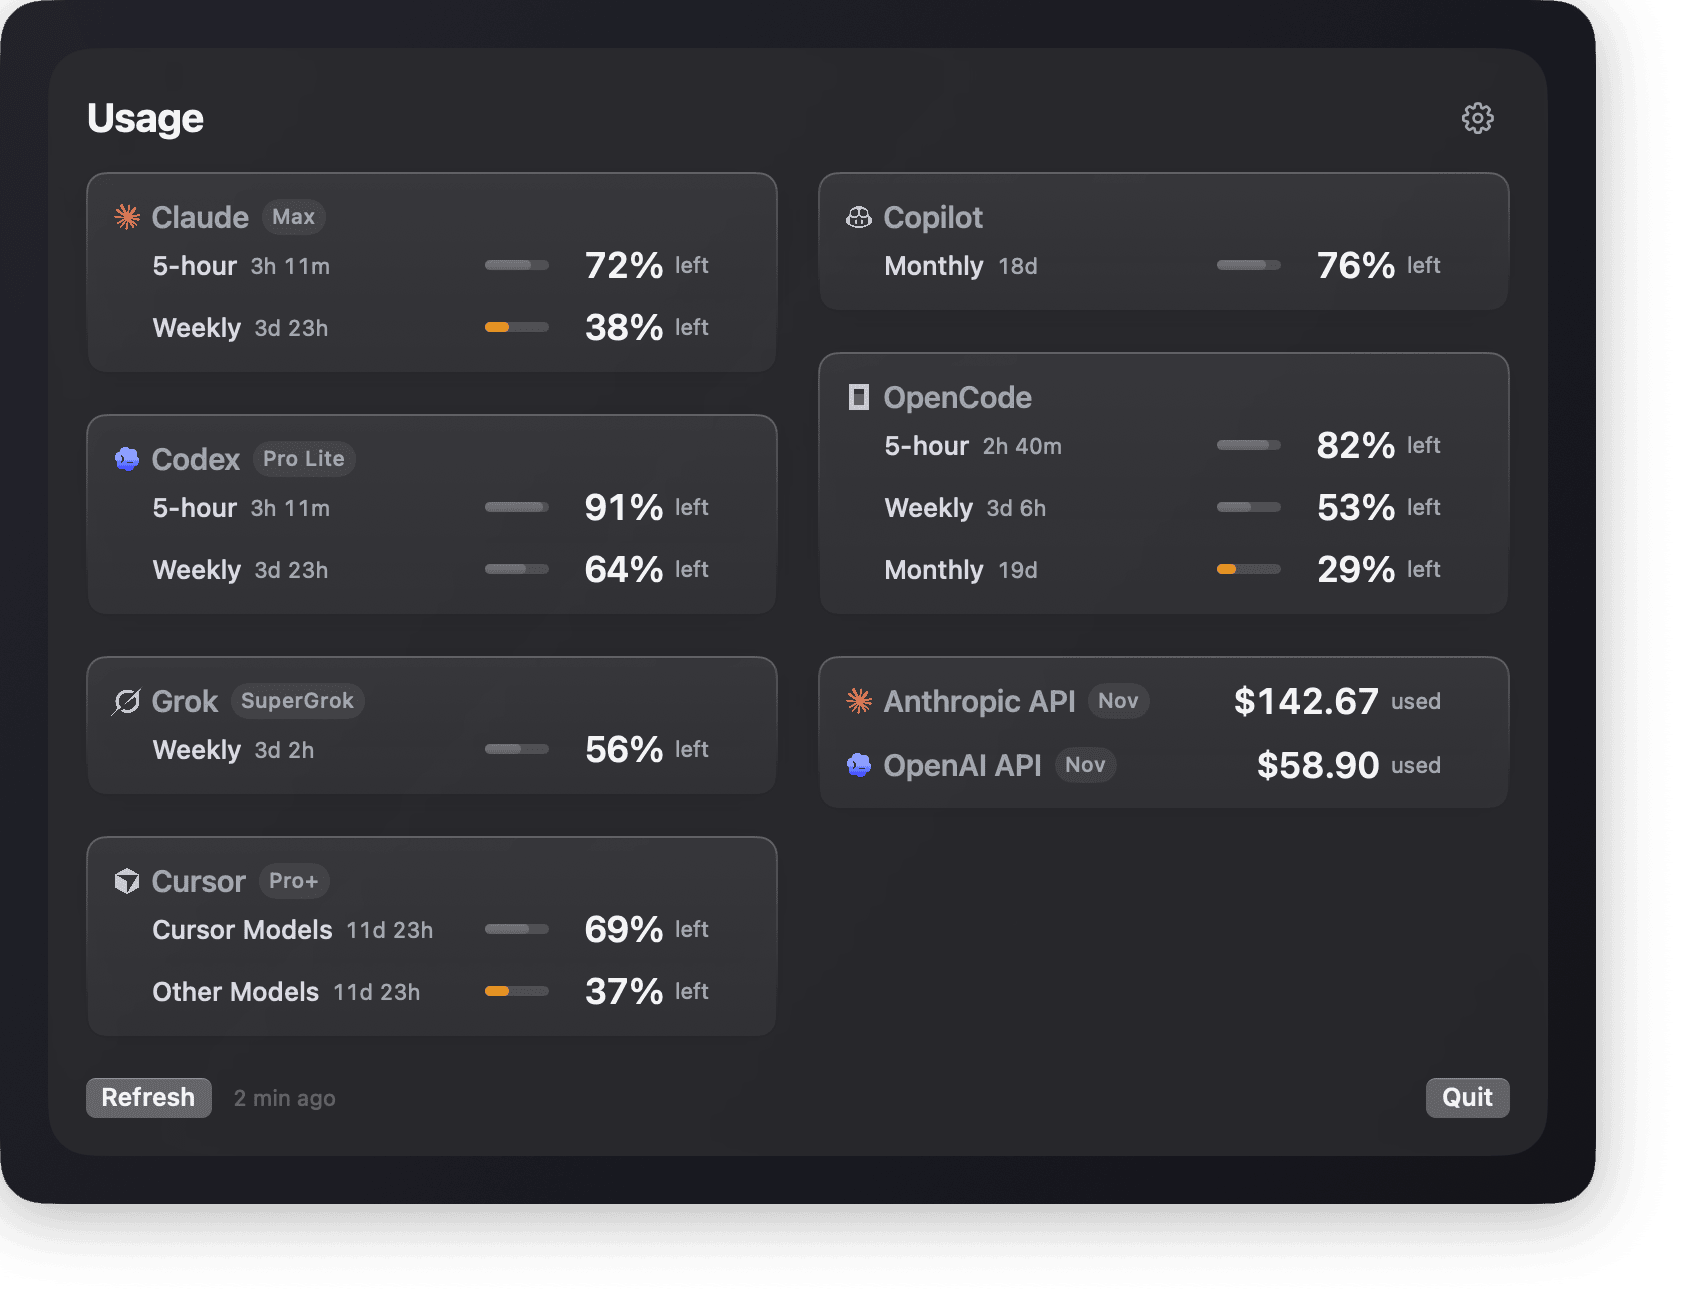 Usage
Claude Max
5-hour 3h 11m 72% left
Weekly 3d 23h 38% left
Codex Pro Lite
5-hour 3h 11m 91% left
Weekly 3d 23h 64% left
Grok SuperGrok
Weekly 3d 2h 56% left
Cursor Pro+
Cursor Models 11d 23h 69% left
Other Models 11d 23h 37% left
Copilot
Monthly 18d 76% left
OpenCode
5-hour 2h 40m 82% left
Weekly 3d 6h 53% left
Monthly 19d 29% left
Anthropic API Nov $142.67 used
OpenAI API Nov $58.90 used
Refresh 2 min ago
Quit